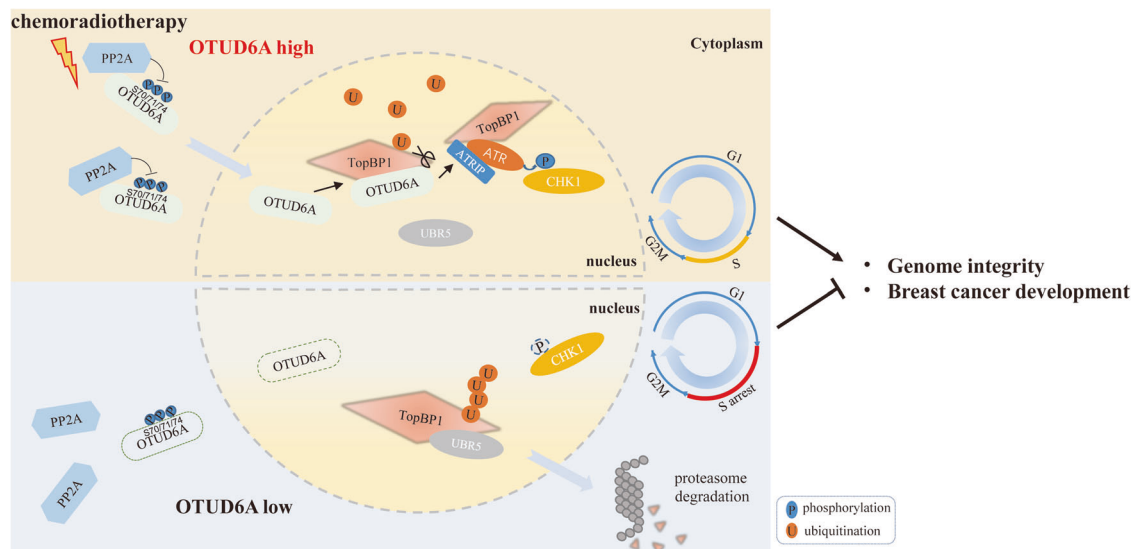 chemoradiotherapy
OTUD6A high
Cytoplasm
PP2A
P P P
S70/71/74
OTUD6A
PP2A
P P P
S70/71/74
OTUD6A
U
U
U
U
TopBP1
OTUD6A
OTUD6A
TopBP1
ATRIP
ATR
P
CHK1
UBR5
nucleus
G1
G2M
S
• Genome integrity
• Breast cancer development
nucleus
G1
G2M
S arrest
OTUD6A
P
CHK1
U
U
U
U
TopBP1
UBR5
PP2A
P P P
S70/71/74
OTUD6A
PP2A
OTUD6A low
proteasome
degradation
P phosphorylation
U ubiquitination